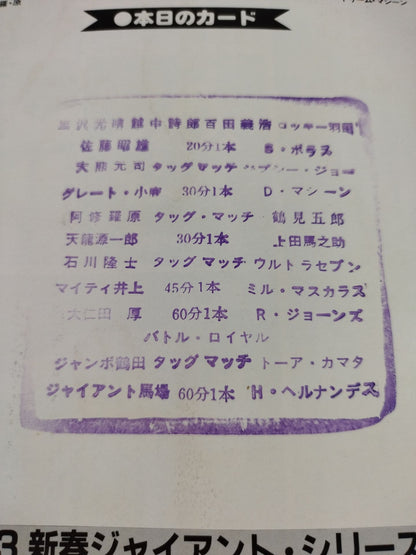 ●本日のカード
沢光晴 中時郎 百田義浩 ロッキー羽田
佐藤昭雄 20分1本 S・ポラス
大熊元司 タッグマッチ ジョー
グレート・小鹿 30分1本 D・マシーン
阿修羅原 タッグ・マッチ 鶴見五郎
天龍源一郎 30分1本 上田馬之助
石川隆士 タッグマッチ ウルトラセブン
マイティ井上 45分1本 ミル・マスカラス
大仁田厚 60分1本 R・ジョーンズ
バトル・ロイヤル
ジャンボ鶴田 タッグマッチ トーア・カマタ
ジャイアント馬場 60分1本 H・ヘルナンデス
3新春ジャイアント・シリーズ